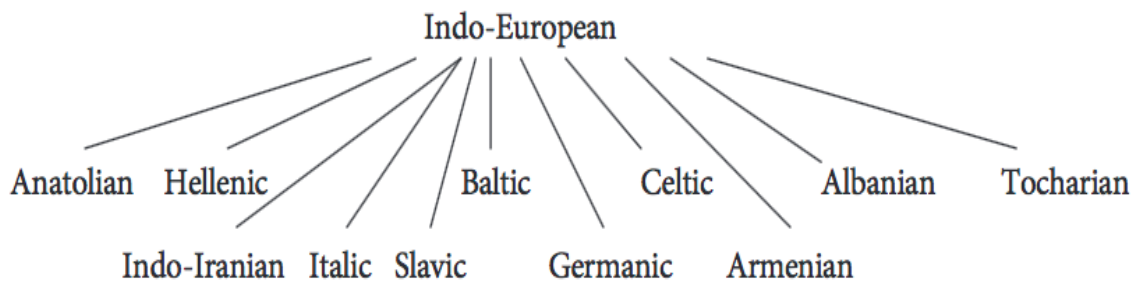 Indo-European
Anatolian Hellenic Baltic Celtic Albanian Tocharian
Indo-Iranian Italic Slavic Germanic Armenian